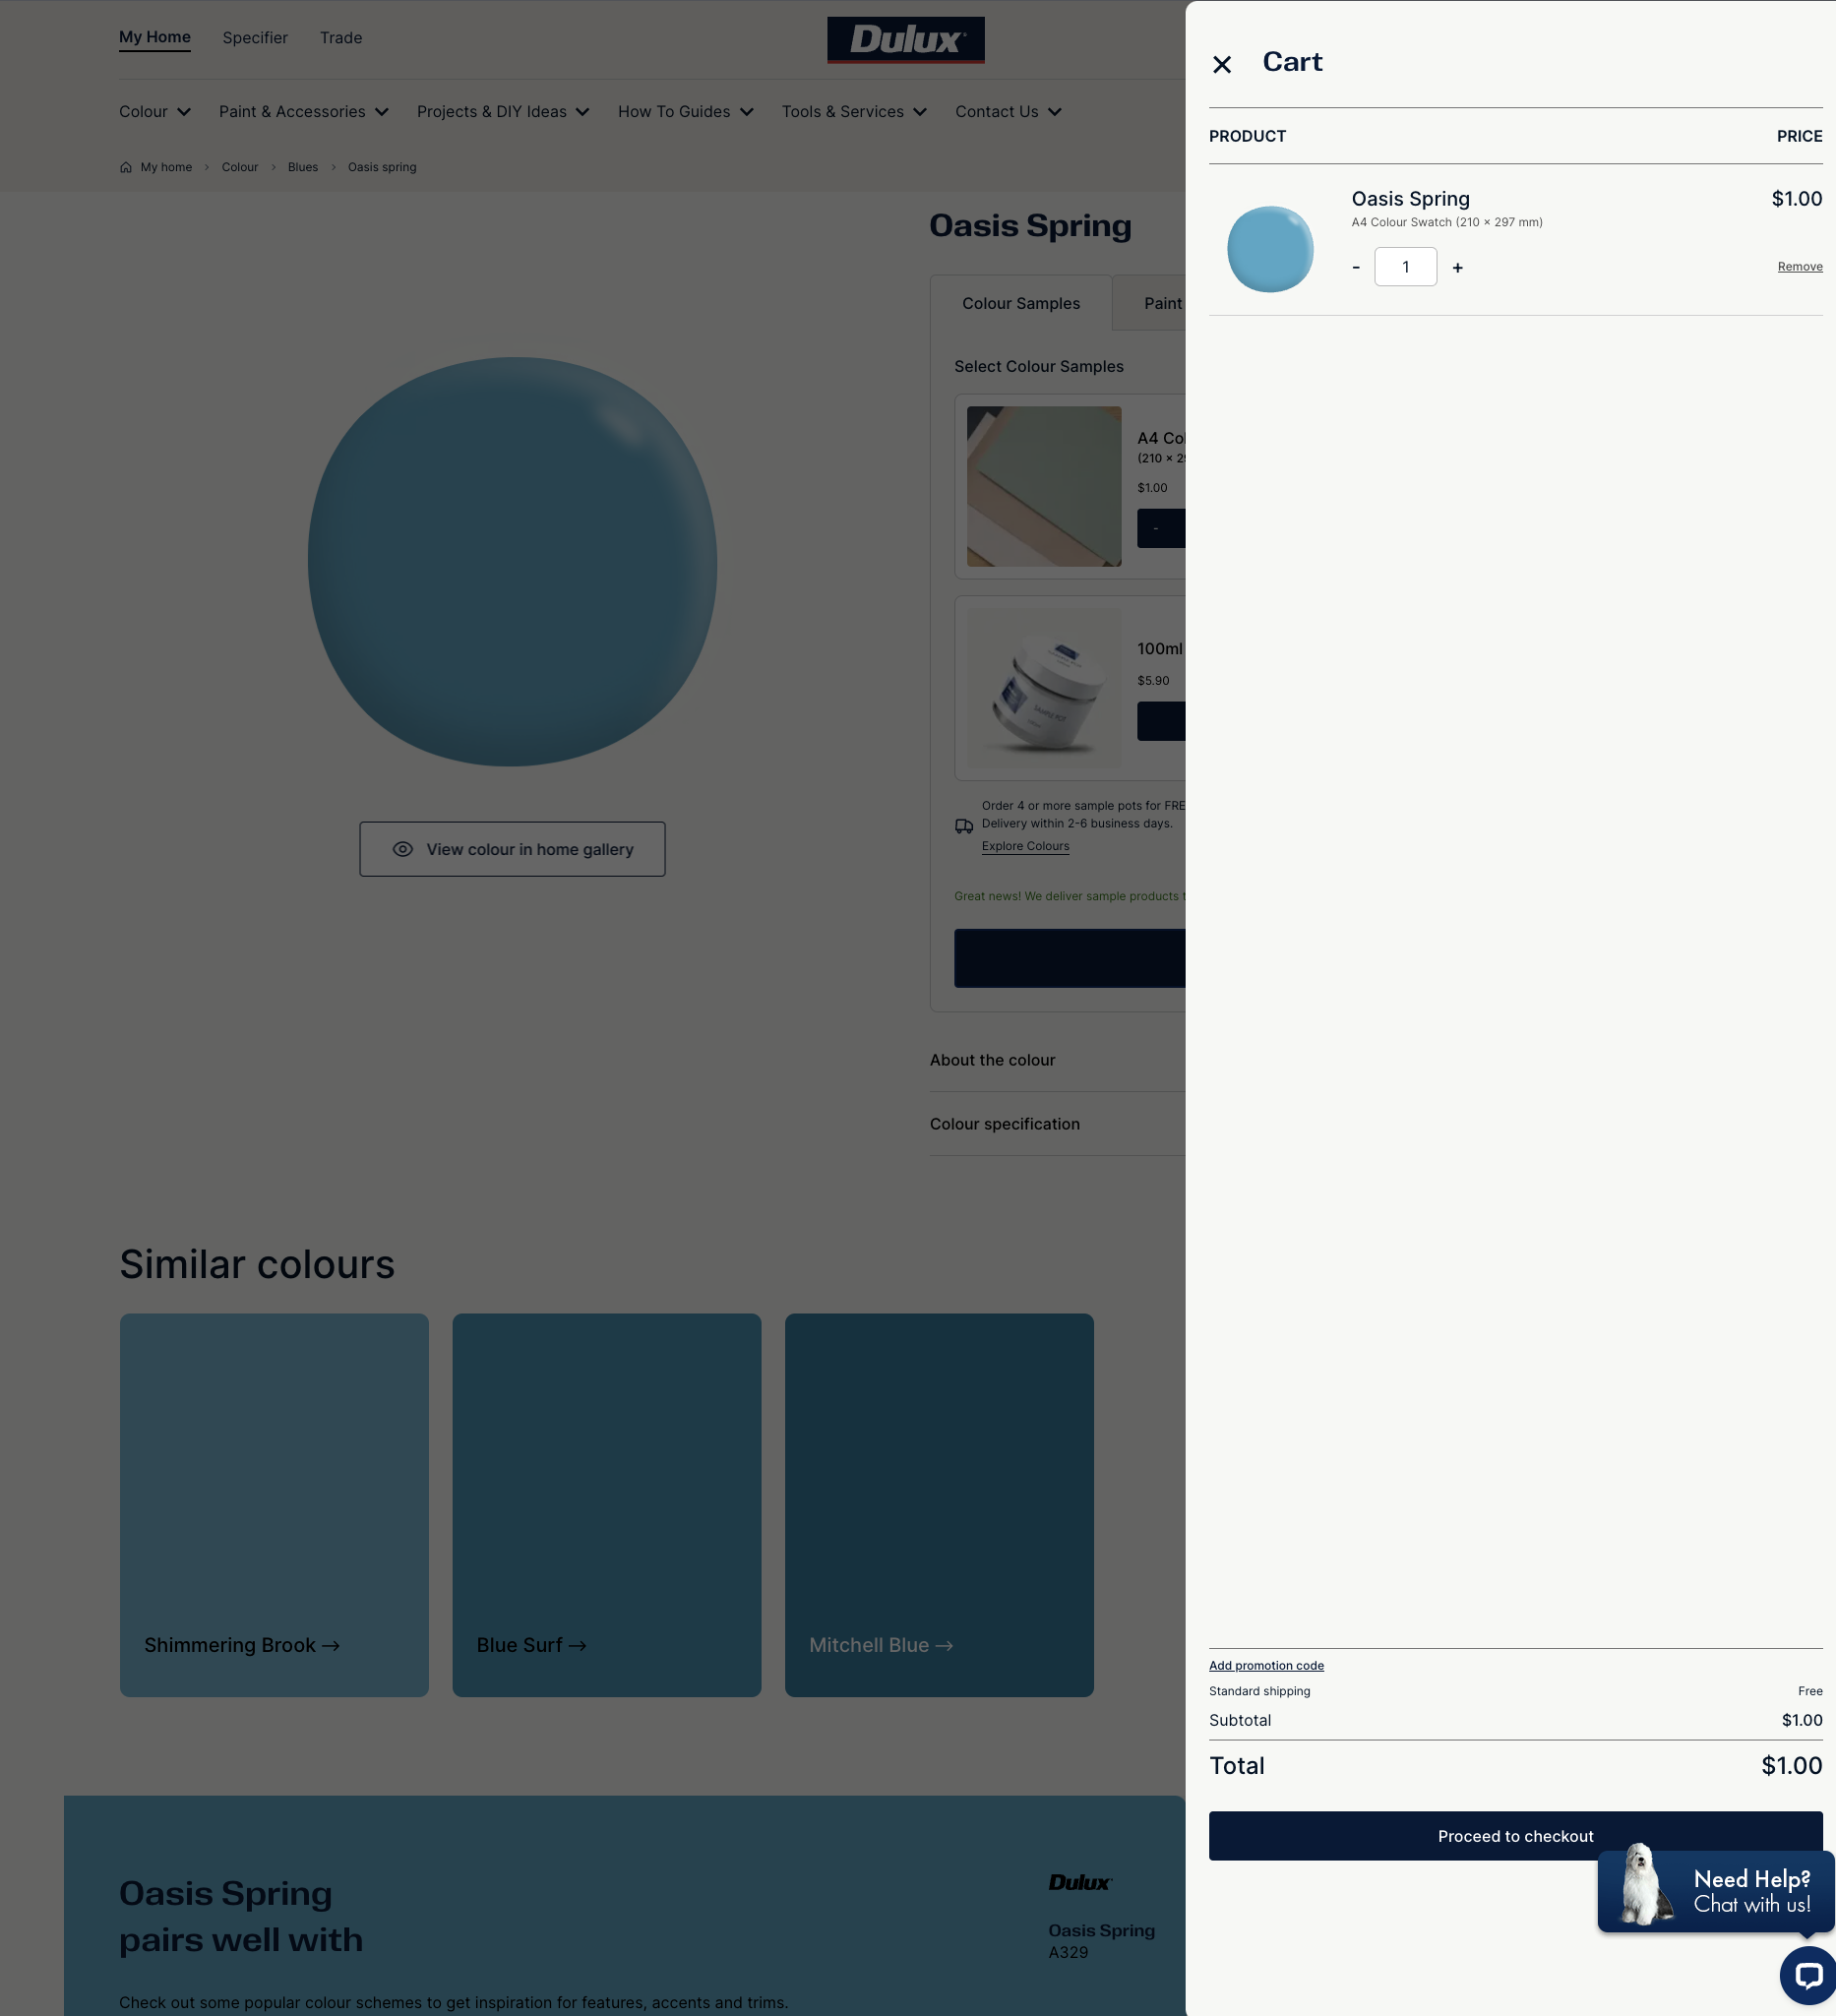 My Home
Specifier
Trade
Dulux
Colour
Paint & Accessories
Projects & DIY Ideas
How To Guides
Tools & Services
Contact Us
My home
Colour
Blues
Oasis spring
Oasis Spring
Colour Samples
Paint
Select Colour Samples
A4 Col
(210 × 29
$1.00
-
100ml
$5.90
Order 4 or more sample pots for FRE
Delivery within 2-6 business days.
Explore Colours
Great news! We deliver sample products t
View colour in home gallery
About the colour
Colour specification
Similar colours
Shimmering Brook →
Blue Surf →
Mitchell Blue →
Oasis Spring
pairs well with
Check out some popular colour schemes to get inspiration for features, accents and trims.
Dulux
Oasis Spring
A329
Cart
PRODUCT PRICE
Oasis Spring $1.00
A4 Colour Swatch (210 × 297 mm)
- 1 + Remove
Add promotion code
Standard shipping Free
Subtotal $1.00
Total $1.00
Proceed to checkout
Need Help?
Chat with us!